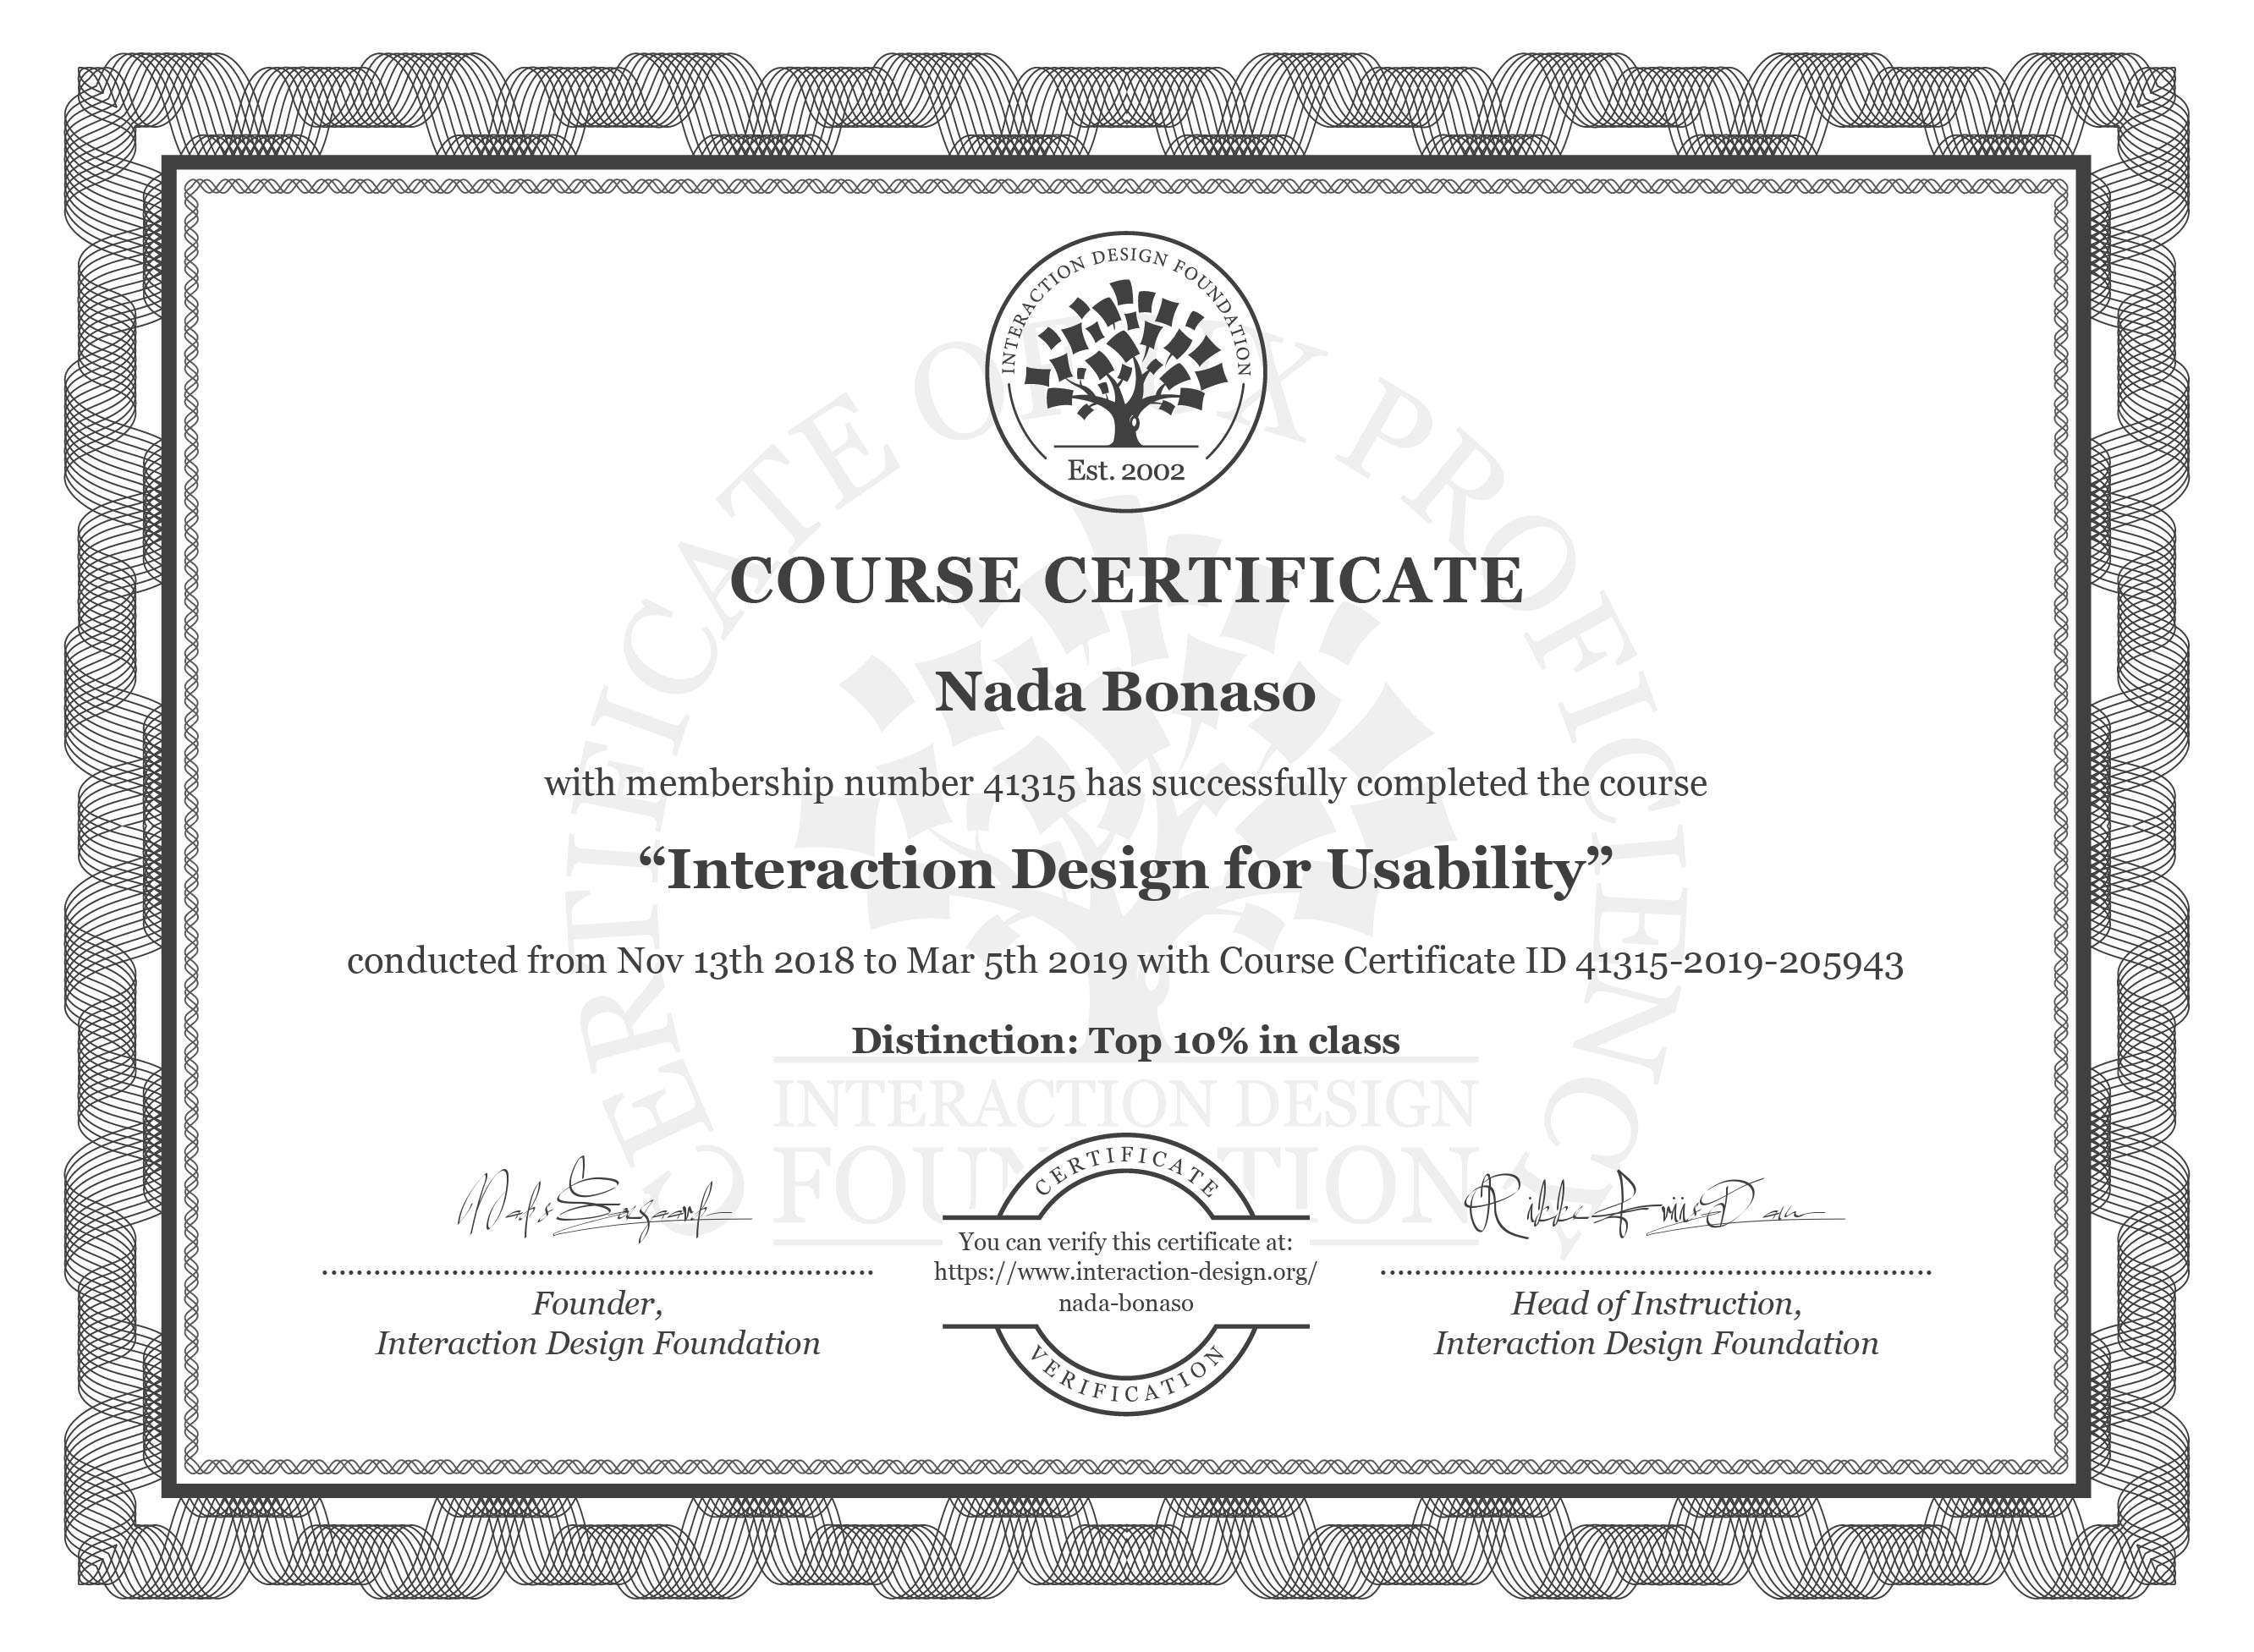 INTERACTION DESIGN FOUNDATION
Est. 2002
CERTIFICATE OF UX PROFICIENCY
COURSE CERTIFICATE
Nada Bonaso
with membership number 41315 has successfully completed the course
“Interaction Design for Usability”
conducted from Nov 13th 2018 to Mar 5th 2019 with Course Certificate ID 41315-2019-205943
Distinction: Top 10% in class
INTERACTION DESIGN
FOUNDATION
Founder,
Interaction Design Foundation
CERTIFICATE
You can verify this certificate at:
https://www.interaction-design.org/
nada-bonaso
VERIFICATION
Rikke Friis Dam
Head of Instruction,
Interaction Design Foundation